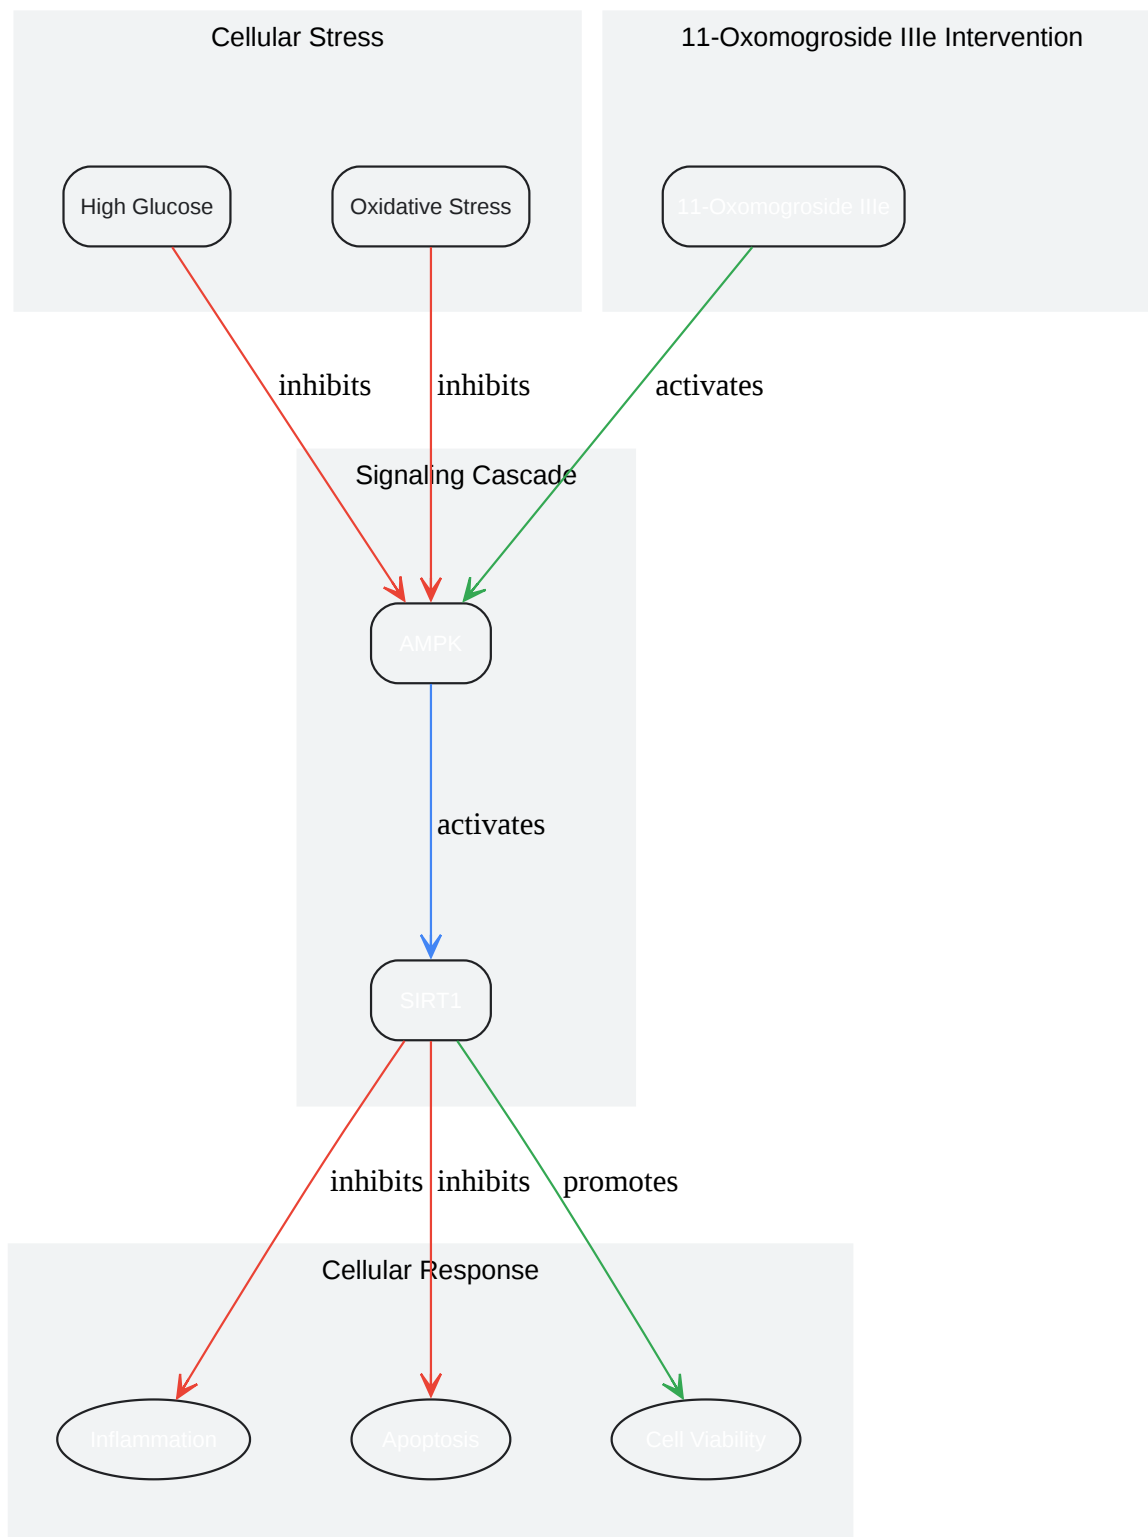 Cellular Stress
11-Oxomogroside IIIe Intervention
High Glucose
Oxidative Stress
11-Oxomogroside IIIe
inhibits
inhibits
activates
Signaling Cascade
AMPK
activates
SIRT1
inhibits
inhibits
promotes
Cellular Response
Inflammation
Apoptosis
Cell Viability